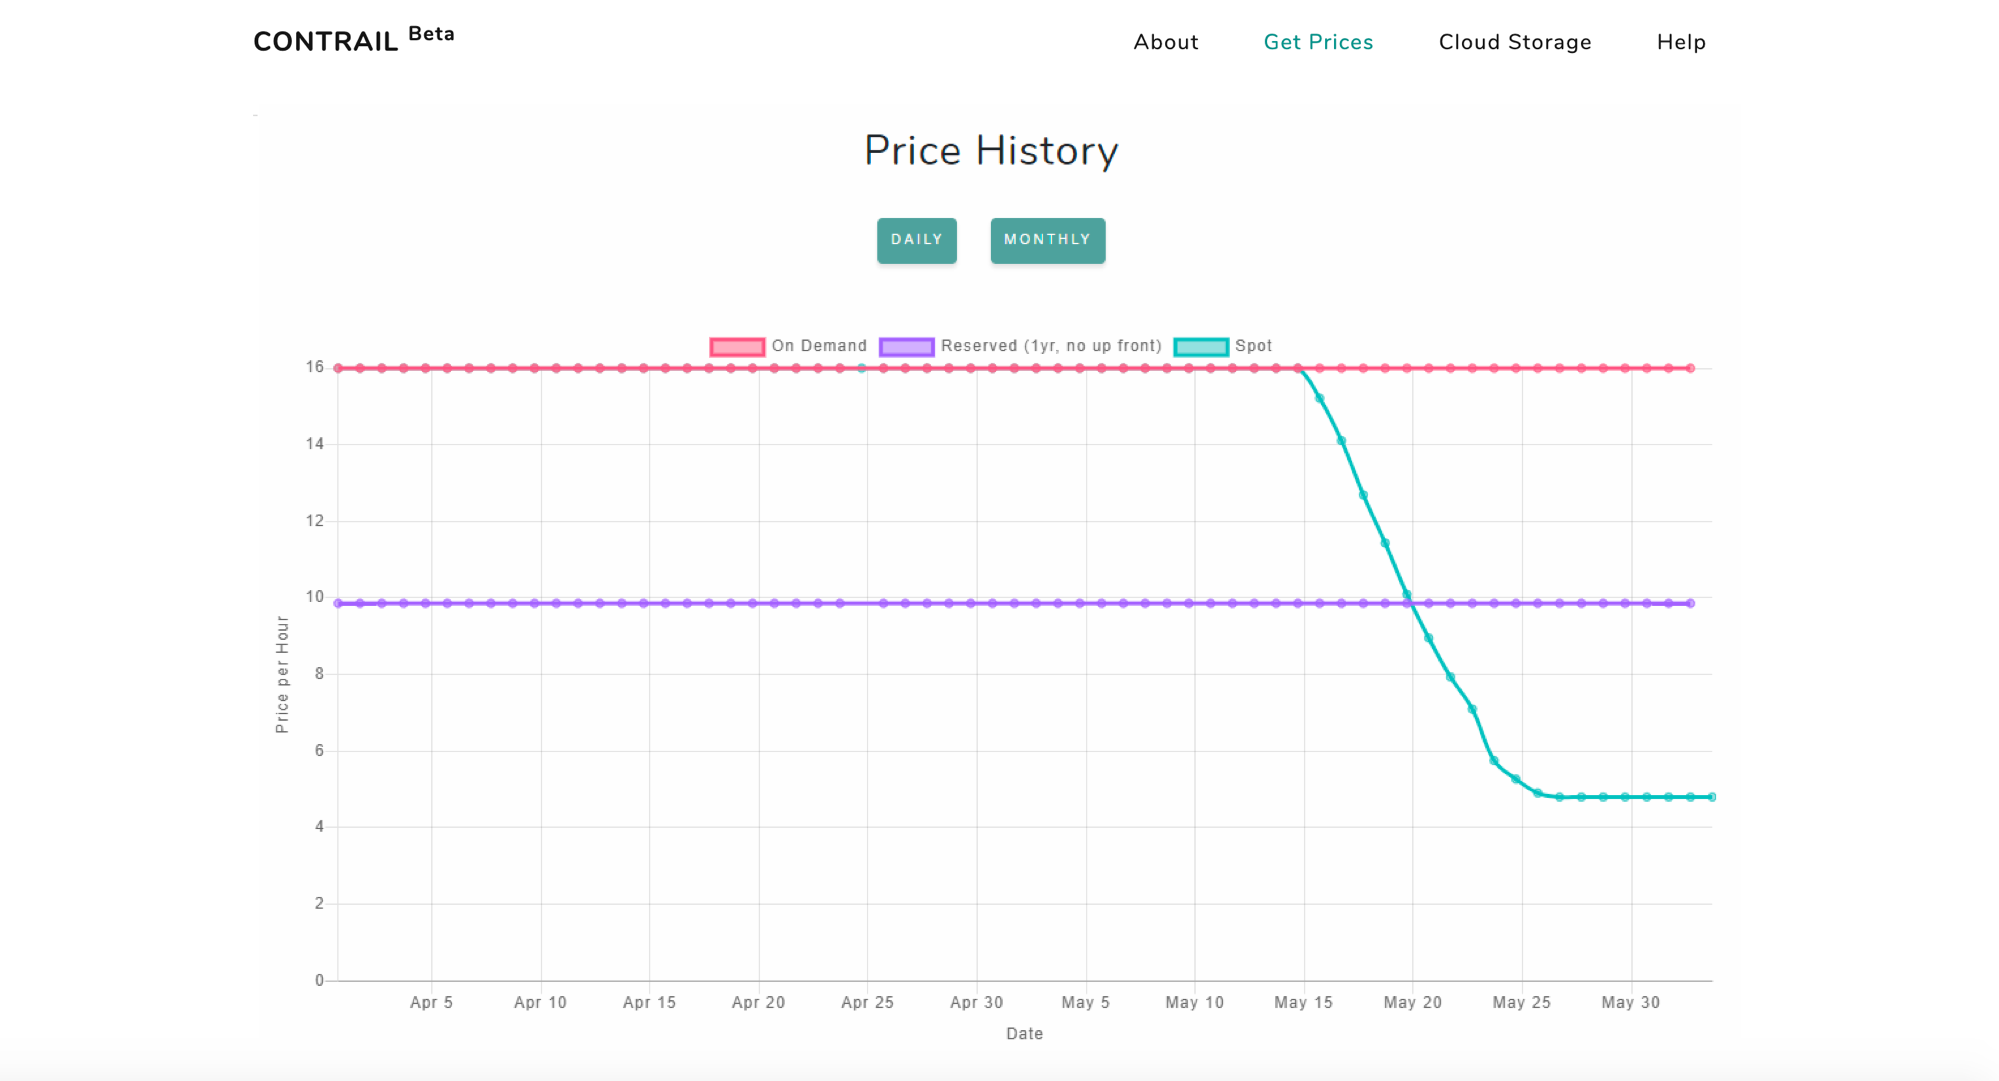 CONTRAIL Beta
About Get Prices Cloud Storage Help
Price History
DAILY MONTHLY
On Demand Reserved (1yr, no up front) Spot
16
14
12
10
8
6
4
2
0
Price per Hour
Apr 5 Apr 10 Apr 15 Apr 20 Apr 25 Apr 30 May 5 May 10 May 15 May 20 May 25 May 30
Date